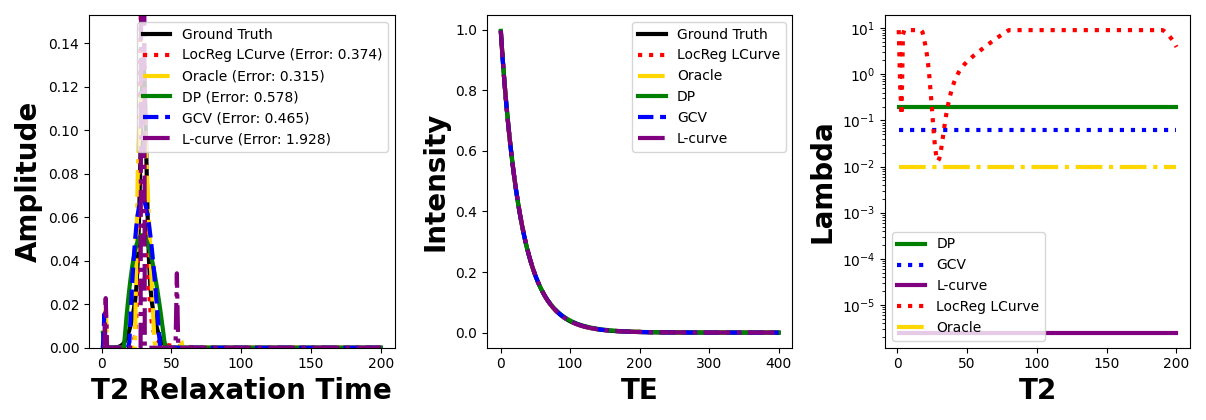 Amplitude
0.14
0.12
0.10
0.08
0.06
0.04
0.02
0.00
0
50
100
150
200
T2 Relaxation Time
Ground Truth
LocReg LCurve (Error: 0.374)
Oracle (Error: 0.315)
DP (Error: 0.578)
GCV (Error: 0.465)
L-curve (Error: 1.928)
Intensity
1.0
0.8
0.6
0.4
0.2
0.0
0
100
200
300
400
TE
Ground Truth
LocReg LCurve
Oracle
DP
GCV
L-curve
Lambda
10¹
10⁰
10⁻¹
10⁻²
10⁻³
10⁻⁴
10⁻⁵
0
50
100
150
200
T2
DP
GCV
L-curve
LocReg LCurve
Oracle